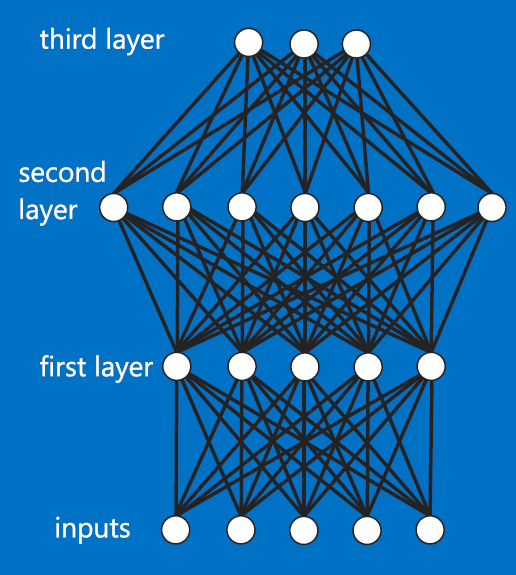 third layer
second
layer
first layer
inputs